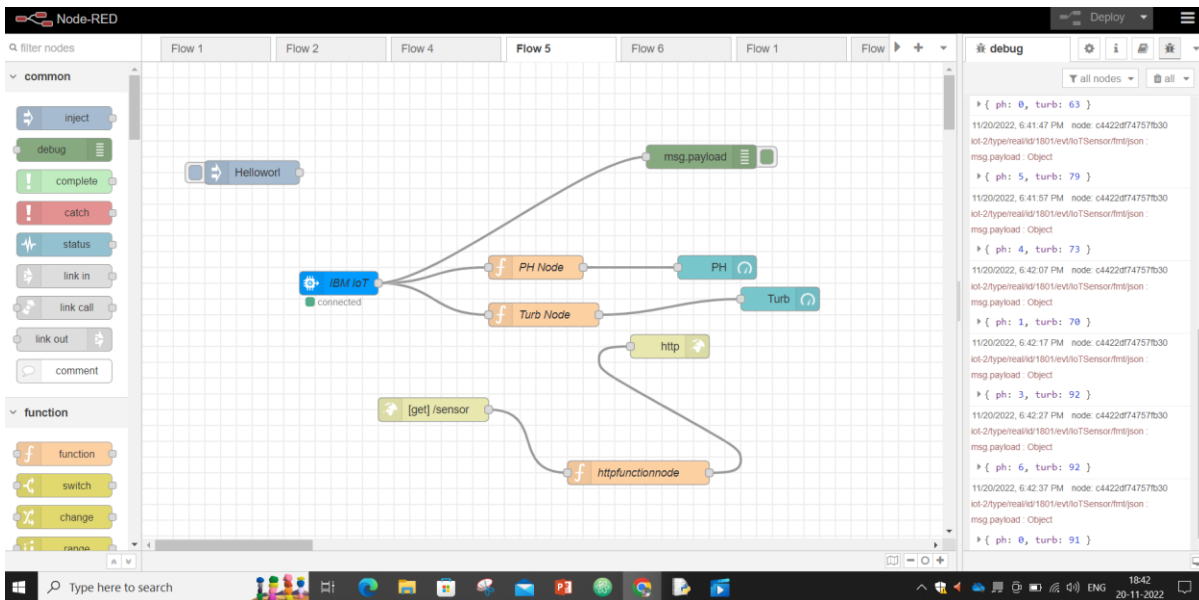 Node-RED
Deploy
filter nodes
Flow 1
Flow 2
Flow 4
Flow 5
Flow 6
Flow 1
Flow
debug
all nodes
all
common
inject
debug
complete
catch
status
link in
link call
link out
comment
function
function
switch
change
range
Helloworl
msg.payload
IBM IoT
connected
PH Node
PH
Turb Node
Turb
http
[get] /sensor
httpfunctionnode
{ ph: 0, turb: 63 }
11/20/2022, 6:41:47 PM node: c4422df74757fb30
iot-2/type/real/id/1801/evt/IoTSensor/fmt/json :
msg.payload : Object
{ ph: 5, turb: 79 }
11/20/2022, 6:41:57 PM node: c4422df74757fb30
iot-2/type/real/id/1801/evt/IoTSensor/fmt/json :
msg.payload : Object
{ ph: 4, turb: 73 }
11/20/2022, 6:42:07 PM node: c4422df74757fb30
iot-2/type/real/id/1801/evt/IoTSensor/fmt/json :
msg.payload : Object
{ ph: 1, turb: 70 }
11/20/2022, 6:42:17 PM node: c4422df74757fb30
iot-2/type/real/id/1801/evt/IoTSensor/fmt/json :
msg.payload : Object
{ ph: 3, turb: 92 }
11/20/2022, 6:42:27 PM node: c4422df74757fb30
iot-2/type/real/id/1801/evt/IoTSensor/fmt/json :
msg.payload : Object
{ ph: 6, turb: 92 }
11/20/2022, 6:42:37 PM node: c4422df74757fb30
iot-2/type/real/id/1801/evt/IoTSensor/fmt/json :
msg.payload : Object
{ ph: 0, turb: 91 }
Type here to search
ENG
18:42
20-11-2022